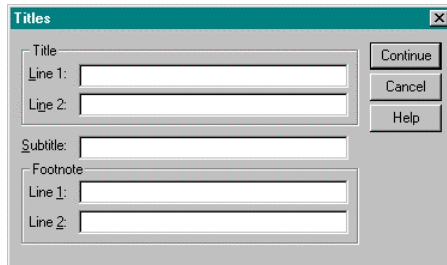 Titles
Title
Line 1:
Line 2:
Subtitle:
Footnote
Line 1:
Line 2:
Continue
Cancel
Help